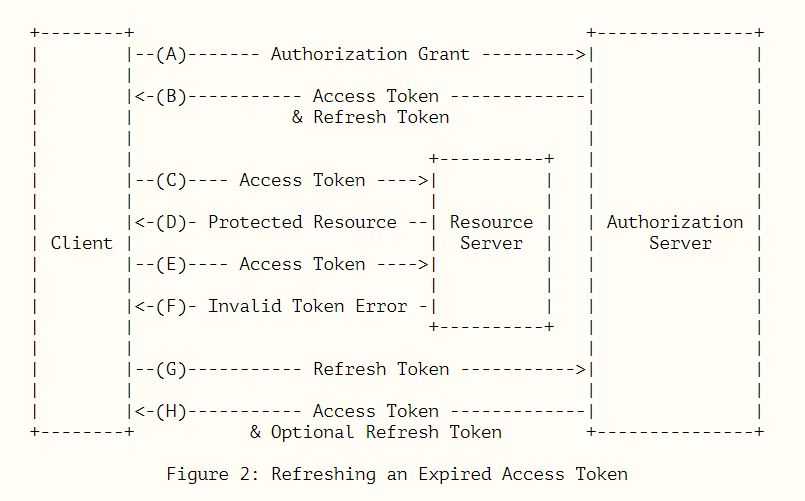 +--------+                                           +---------------+
|        |--(A)------- Authorization Grant --------->|               |
|        |                                           |               |
|        |<-(B)----------- Access Token -------------|               |
|        |               & Refresh Token             |               |
|        |                                           |               |
|        |                            +----------+   |               |
|        |--(C)---- Access Token ---->|          |   |               |
|        |                            |          |   |               |
|        |<-(D)- Protected Resource --| Resource |   | Authorization |
| Client |                            |  Server  |   |     Server    |
|        |--(E)---- Access Token ---->|          |   |               |
|        |                            |          |   |               |
|        |<-(F)- Invalid Token Error -|          |   |               |
|        |                            +----------+   |               |
|        |                                           |               |
|        |--(G)----------- Refresh Token ----------->|               |
|        |                                           |               |
|        |<-(H)----------- Access Token -------------|               |
+--------+           & Optional Refresh Token        +---------------+
Figure 2: Refreshing an Expired Access Token